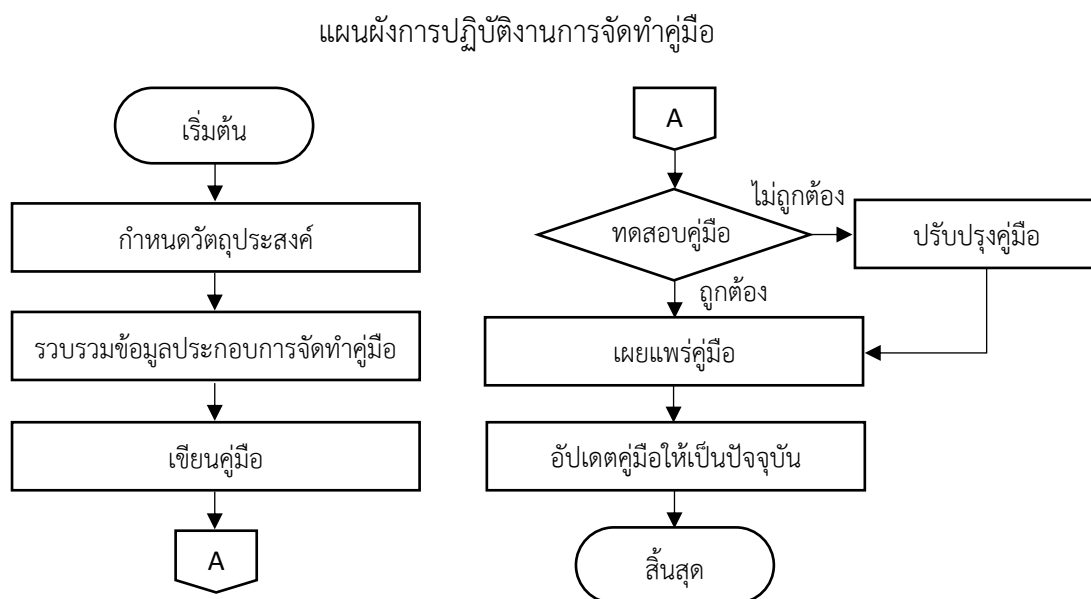 แผนผังการปฏิบัติงานการจัดทำคู่มือ
เริ่มต้น
กำหนดวัตถุประสงค์
รวบรวมข้อมูลประกอบการจัดทำคู่มือ
เขียนคู่มือ
A
A
ทดสอบคู่มือ
ไม่ถูกต้อง
ปรับปรุงคู่มือ
ถูกต้อง
เผยแพร่คู่มือ
อัปเดตคู่มือให้เป็นปัจจุบัน
สิ้นสุด